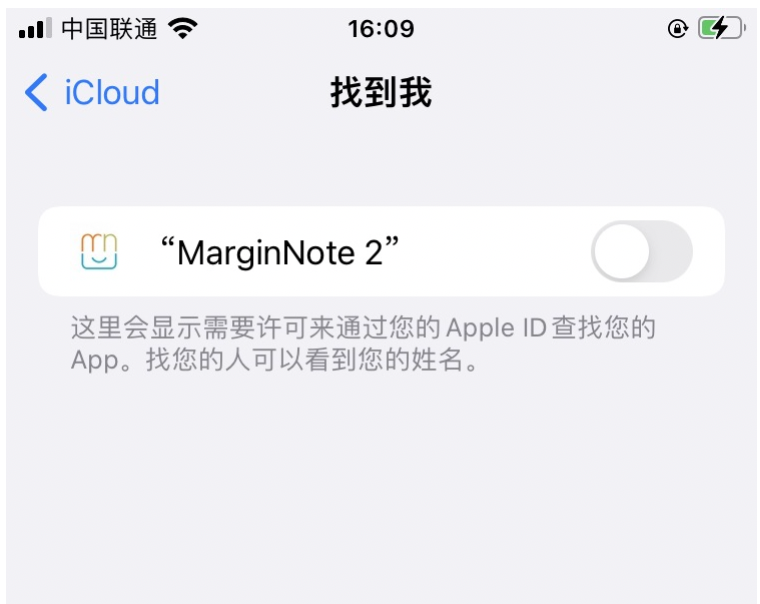 中国联通 16:09
iCloud 找到我
“MarginNote 2”
这里会显示需要许可来通过您的 Apple ID 查找您的
App。找您的人可以看到您的姓名。